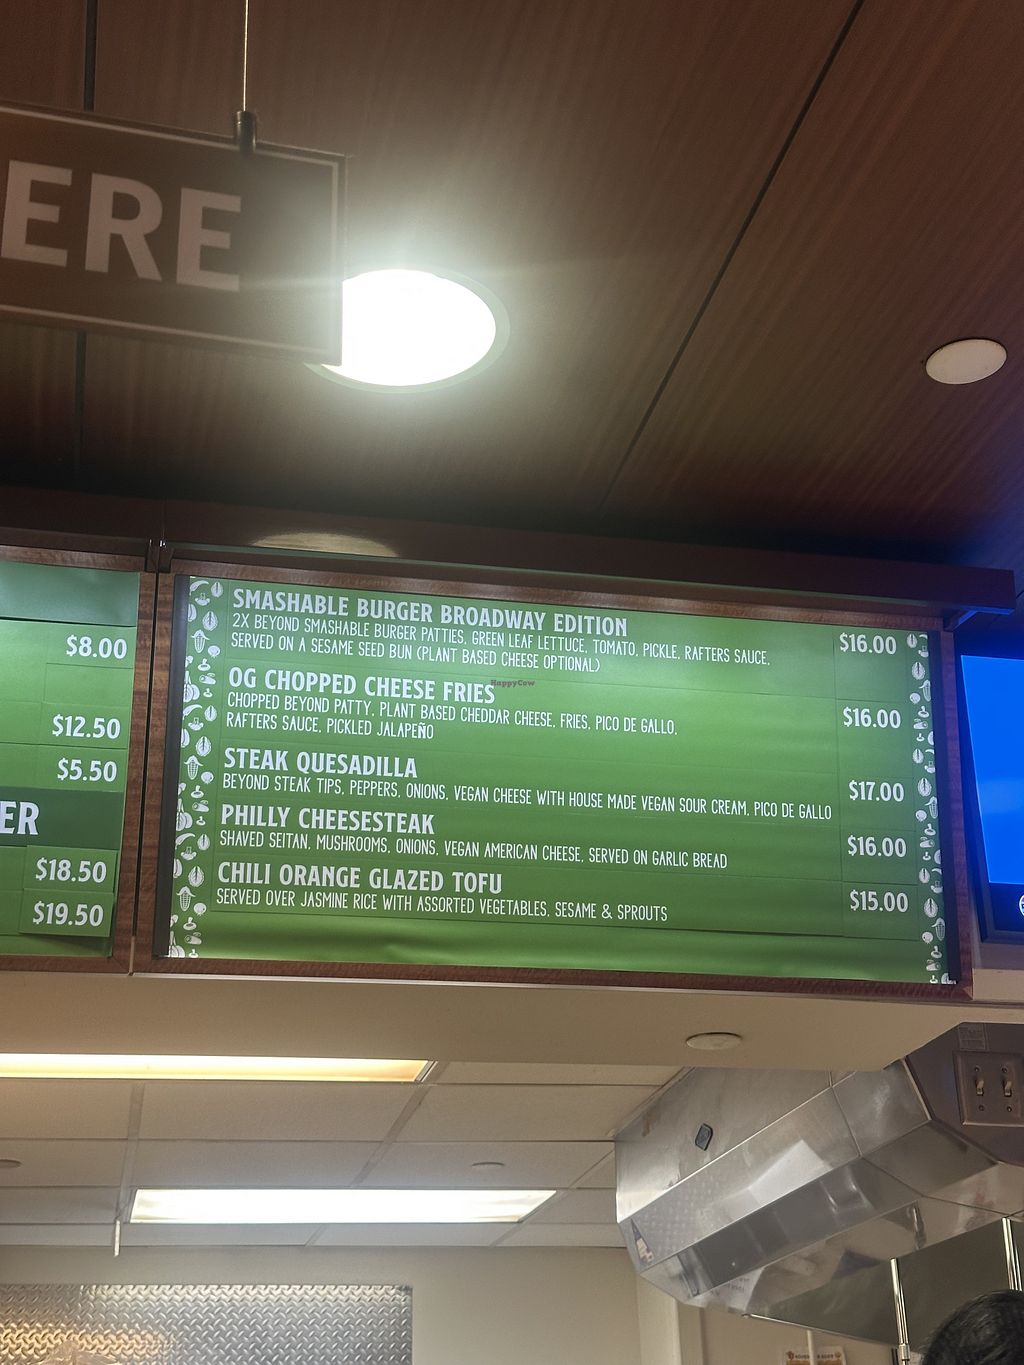 ERE
$8.00
$12.50
$5.50
ER
$18.50
$19.50
SMASHABLE BURGER BROADWAY EDITION
2X BEYOND SMASHABLE BURGER PATTIES, GREEN LEAF LETTUCE, TOMATO, PICKLE, RAFTERS SAUCE,
SERVED ON A SESAME SEED BUN (PLANT BASED CHEESE OPTIONAL)
$16.00
HappyCow
OG CHOPPED CHEESE FRIES
CHOPPED BEYOND PATTY, PLANT BASED CHEDDAR CHEESE, FRIES, PICO DE GALLO,
RAFTERS SAUCE, PICKLED JALAPEÑO
$16.00
STEAK QUESADILLA
BEYOND STEAK TIPS, PEPPERS, ONIONS, VEGAN CHEESE WITH HOUSE MADE VEGAN SOUR CREAM, PICO DE GALLO
$17.00
PHILLY CHEESESTEAK
SHAVED SEITAN, MUSHROOMS, ONIONS, VEGAN AMERICAN CHEESE, SERVED ON GARLIC BREAD
$16.00
CHILI ORANGE GLAZED TOFU
SERVED OVER JASMINE RICE WITH ASSORTED VEGETABLES, SESAME & SPROUTS
$15.00